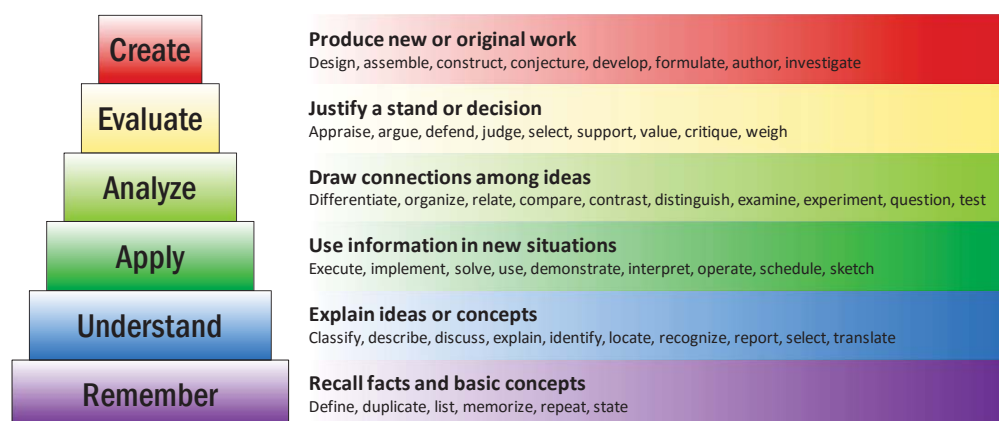 Create
Produce new or original work
Design, assemble, construct, conjecture, develop, formulate, author, investigate
Evaluate
Justify a stand or decision
Appraise, argue, defend, judge, select, support, value, critique, weigh
Analyze
Draw connections among ideas
Differentiate, organize, relate, compare, contrast, distinguish, examine, experiment, question, test
Apply
Use information in new situations
Execute, implement, solve, use, demonstrate, interpret, operate, schedule, sketch
Understand
Explain ideas or concepts
Classify, describe, discuss, explain, identify, locate, recognize, report, select, translate
Remember
Recall facts and basic concepts
Define, duplicate, list, memorize, repeat, state